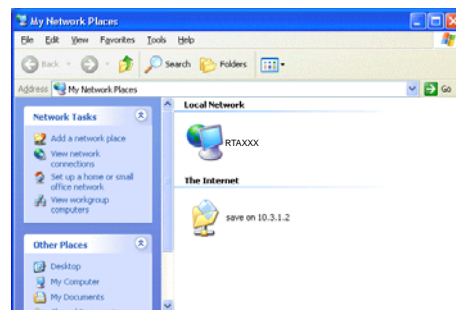 My Network Places
File Edit View Favorites Tools Help
Back Search Folders
Address My Network Places Go
Network Tasks
Add a network place
View network
connections
Set up a home or small
office network
View workgroup
computers
Other Places
Desktop
My Computer
My Documents
Local Network
RTAXXX
The Internet
save on 10.3.1.2